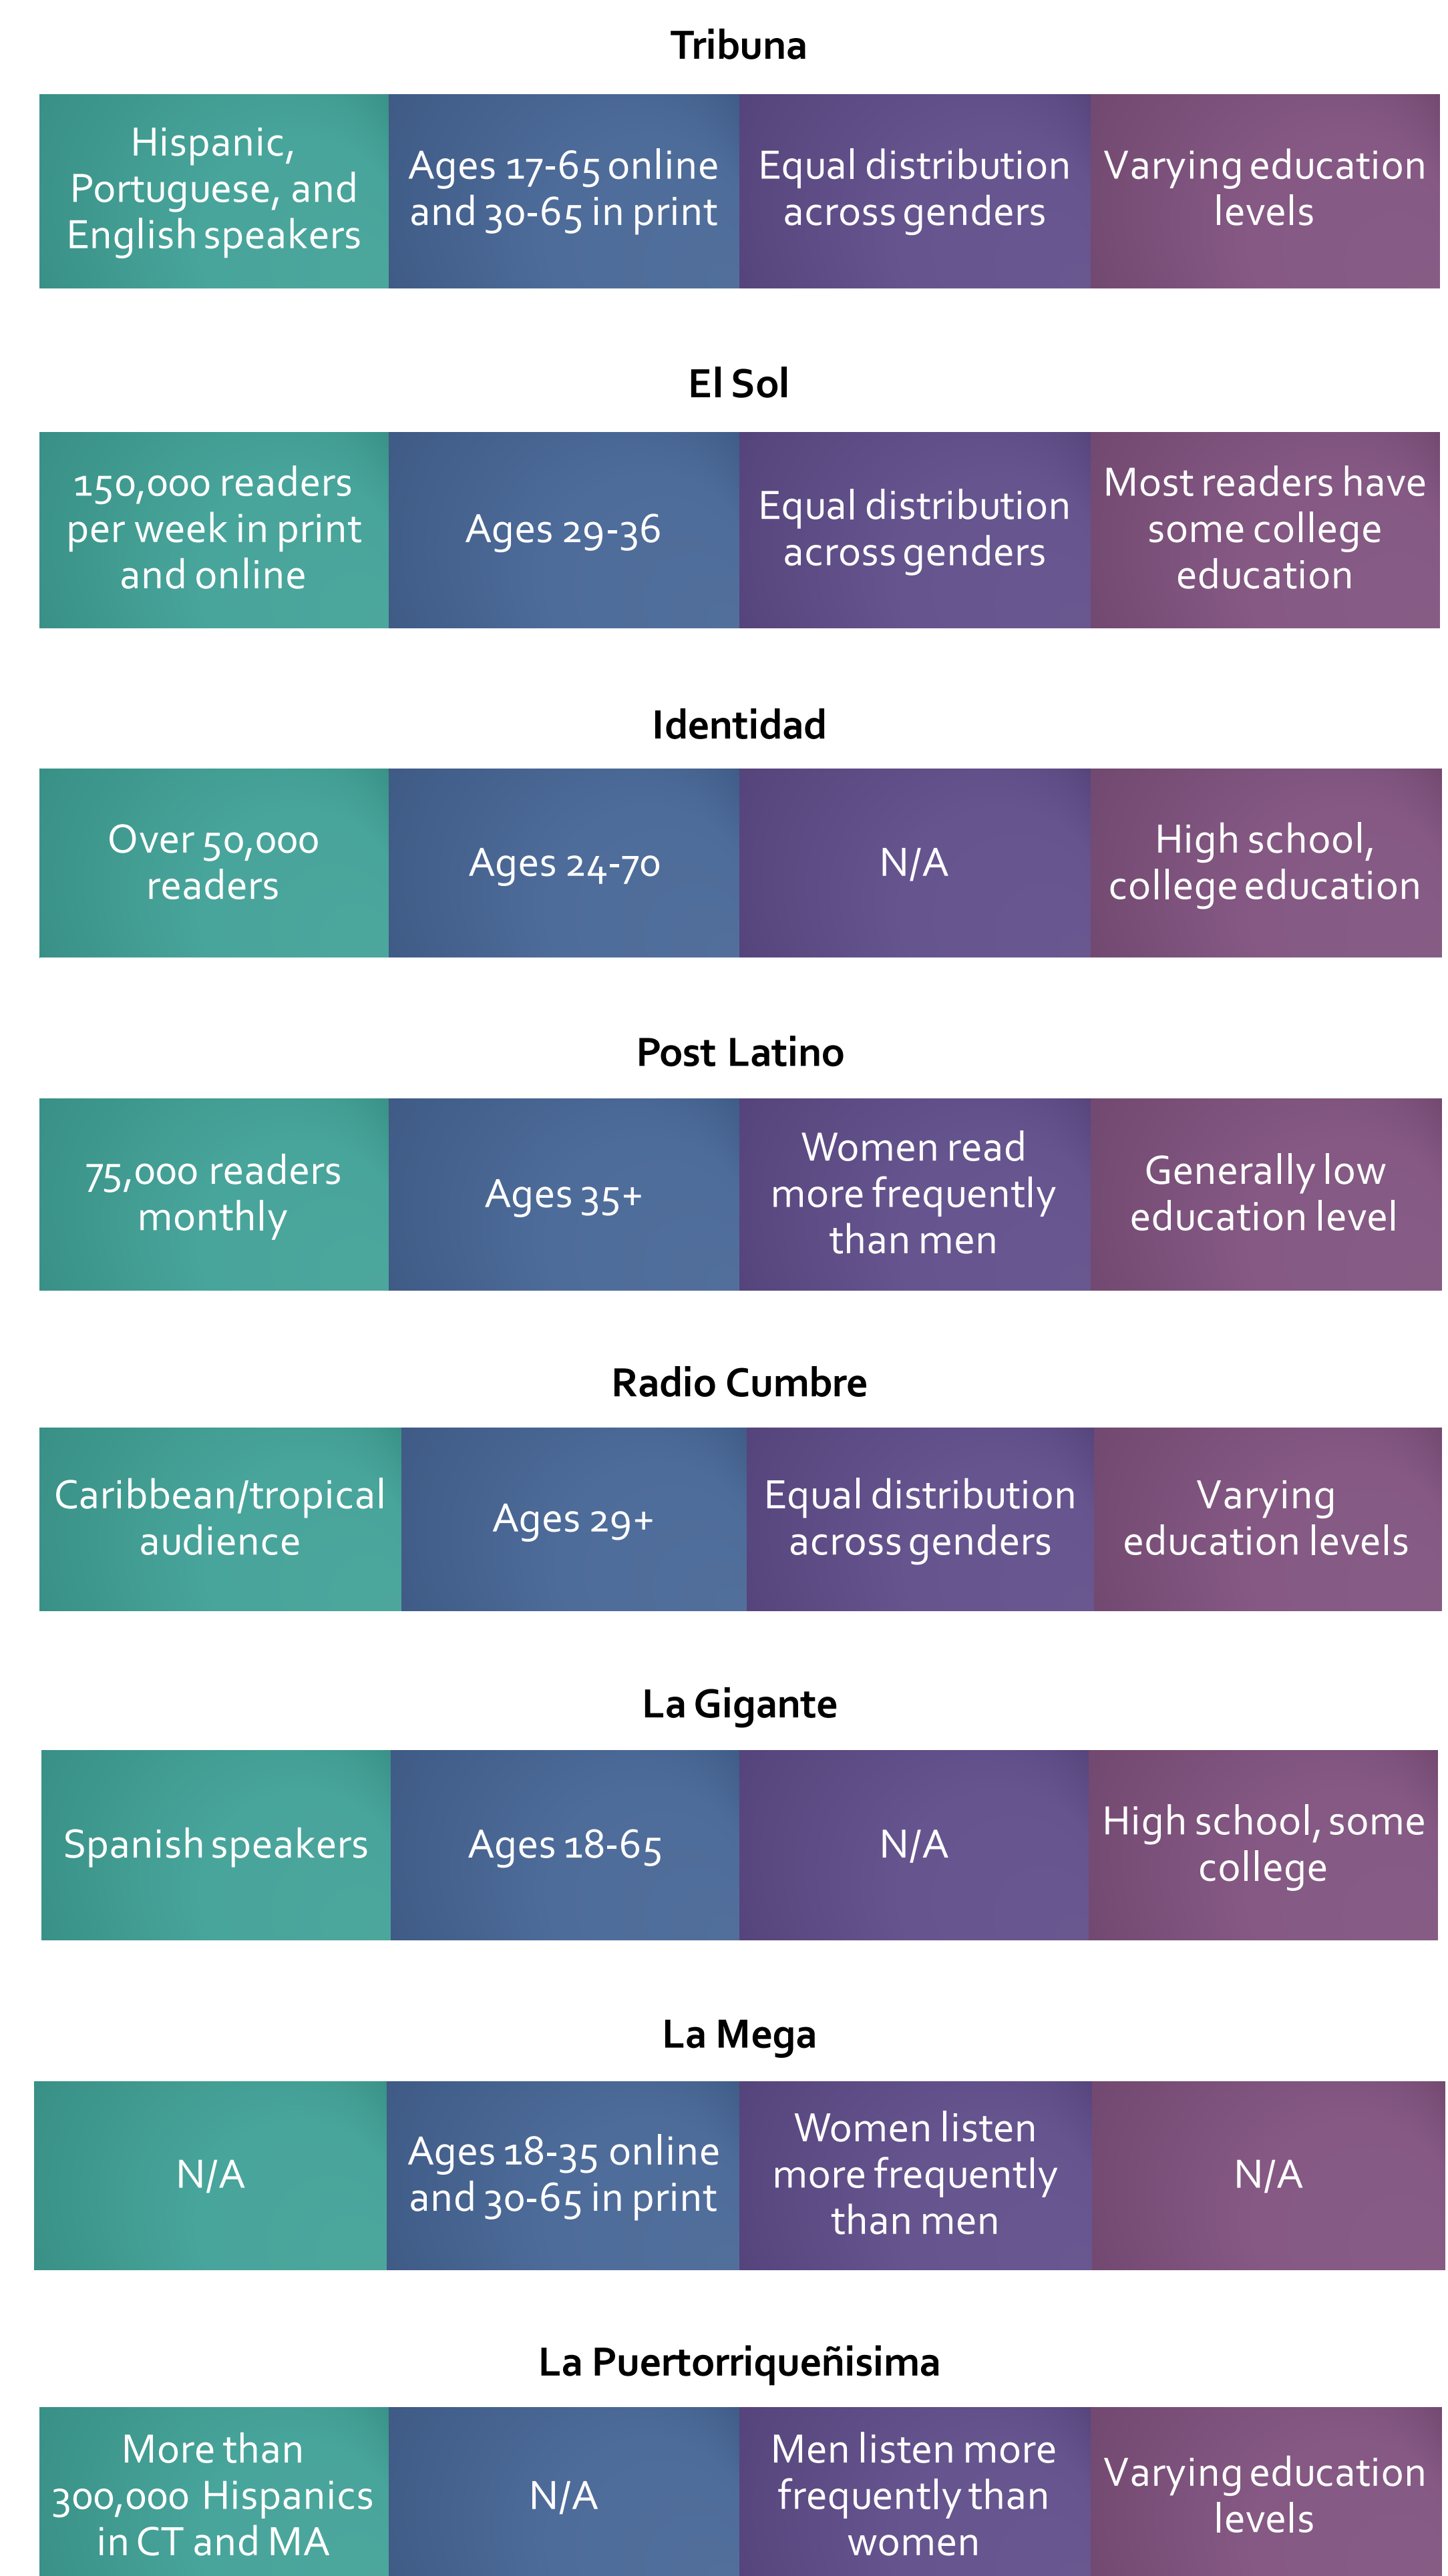 Tribuna
Hispanic,
Portuguese, and
English speakers
Ages 17-65 online
and 30-65 in print
Equal distribution
across genders
Varying education
levels
El Sol
150,000 readers
per week in print
and online
Ages 29-36
Equal distribution
across genders
Most readers have
some college
education
Identidad
Over 50,000
readers
Ages 24-70
N/A
High school,
college education
Post Latino
75,000 readers
monthly
Ages 35+
Women read
more frequently
than men
Generally low
education level
Radio Cumbre
Caribbean/tropical
audience
Ages 29+
Equal distribution
across genders
Varying
education levels
La Gigante
Spanish speakers
Ages 18-65
N/A
High school, some
college
La Mega
N/A
Ages 18-35 online
and 30-65 in print
Women listen
more frequently
than men
N/A
La Puertorriqueñisima
More than
300,000 Hispanics
in CT and MA
N/A
Men listen more
frequently than
women
Varying education
levels